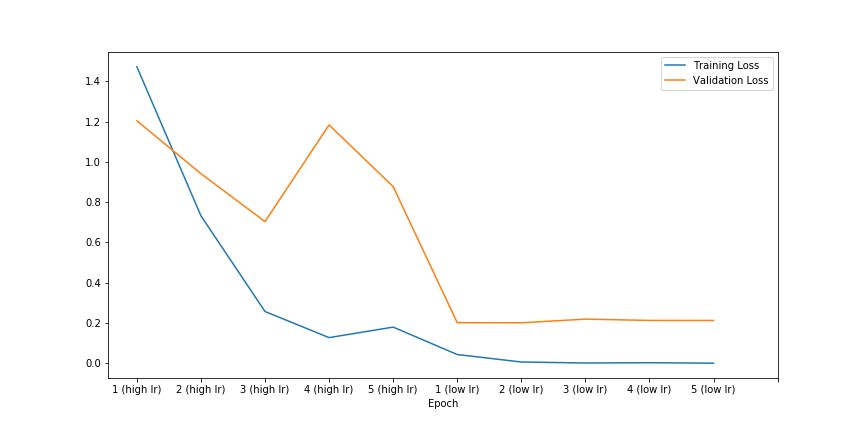 Training Loss
Validation Loss
1.4
1.2
1.0
0.8
0.6
0.4
0.2
0.0
1 (high lr) 2 (high lr) 3 (high lr) 4 (high lr) 5 (high lr) 1 (low lr) 2 (low lr) 3 (low lr) 4 (low lr) 5 (low lr)
Epoch